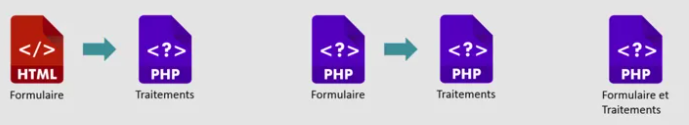 </>
HTML
Formulaire
<?>
PHP
Traitements
<?>
PHP
Formulaire
<?>
PHP
Traitements
<?>
PHP
Formulaire et
Traitements